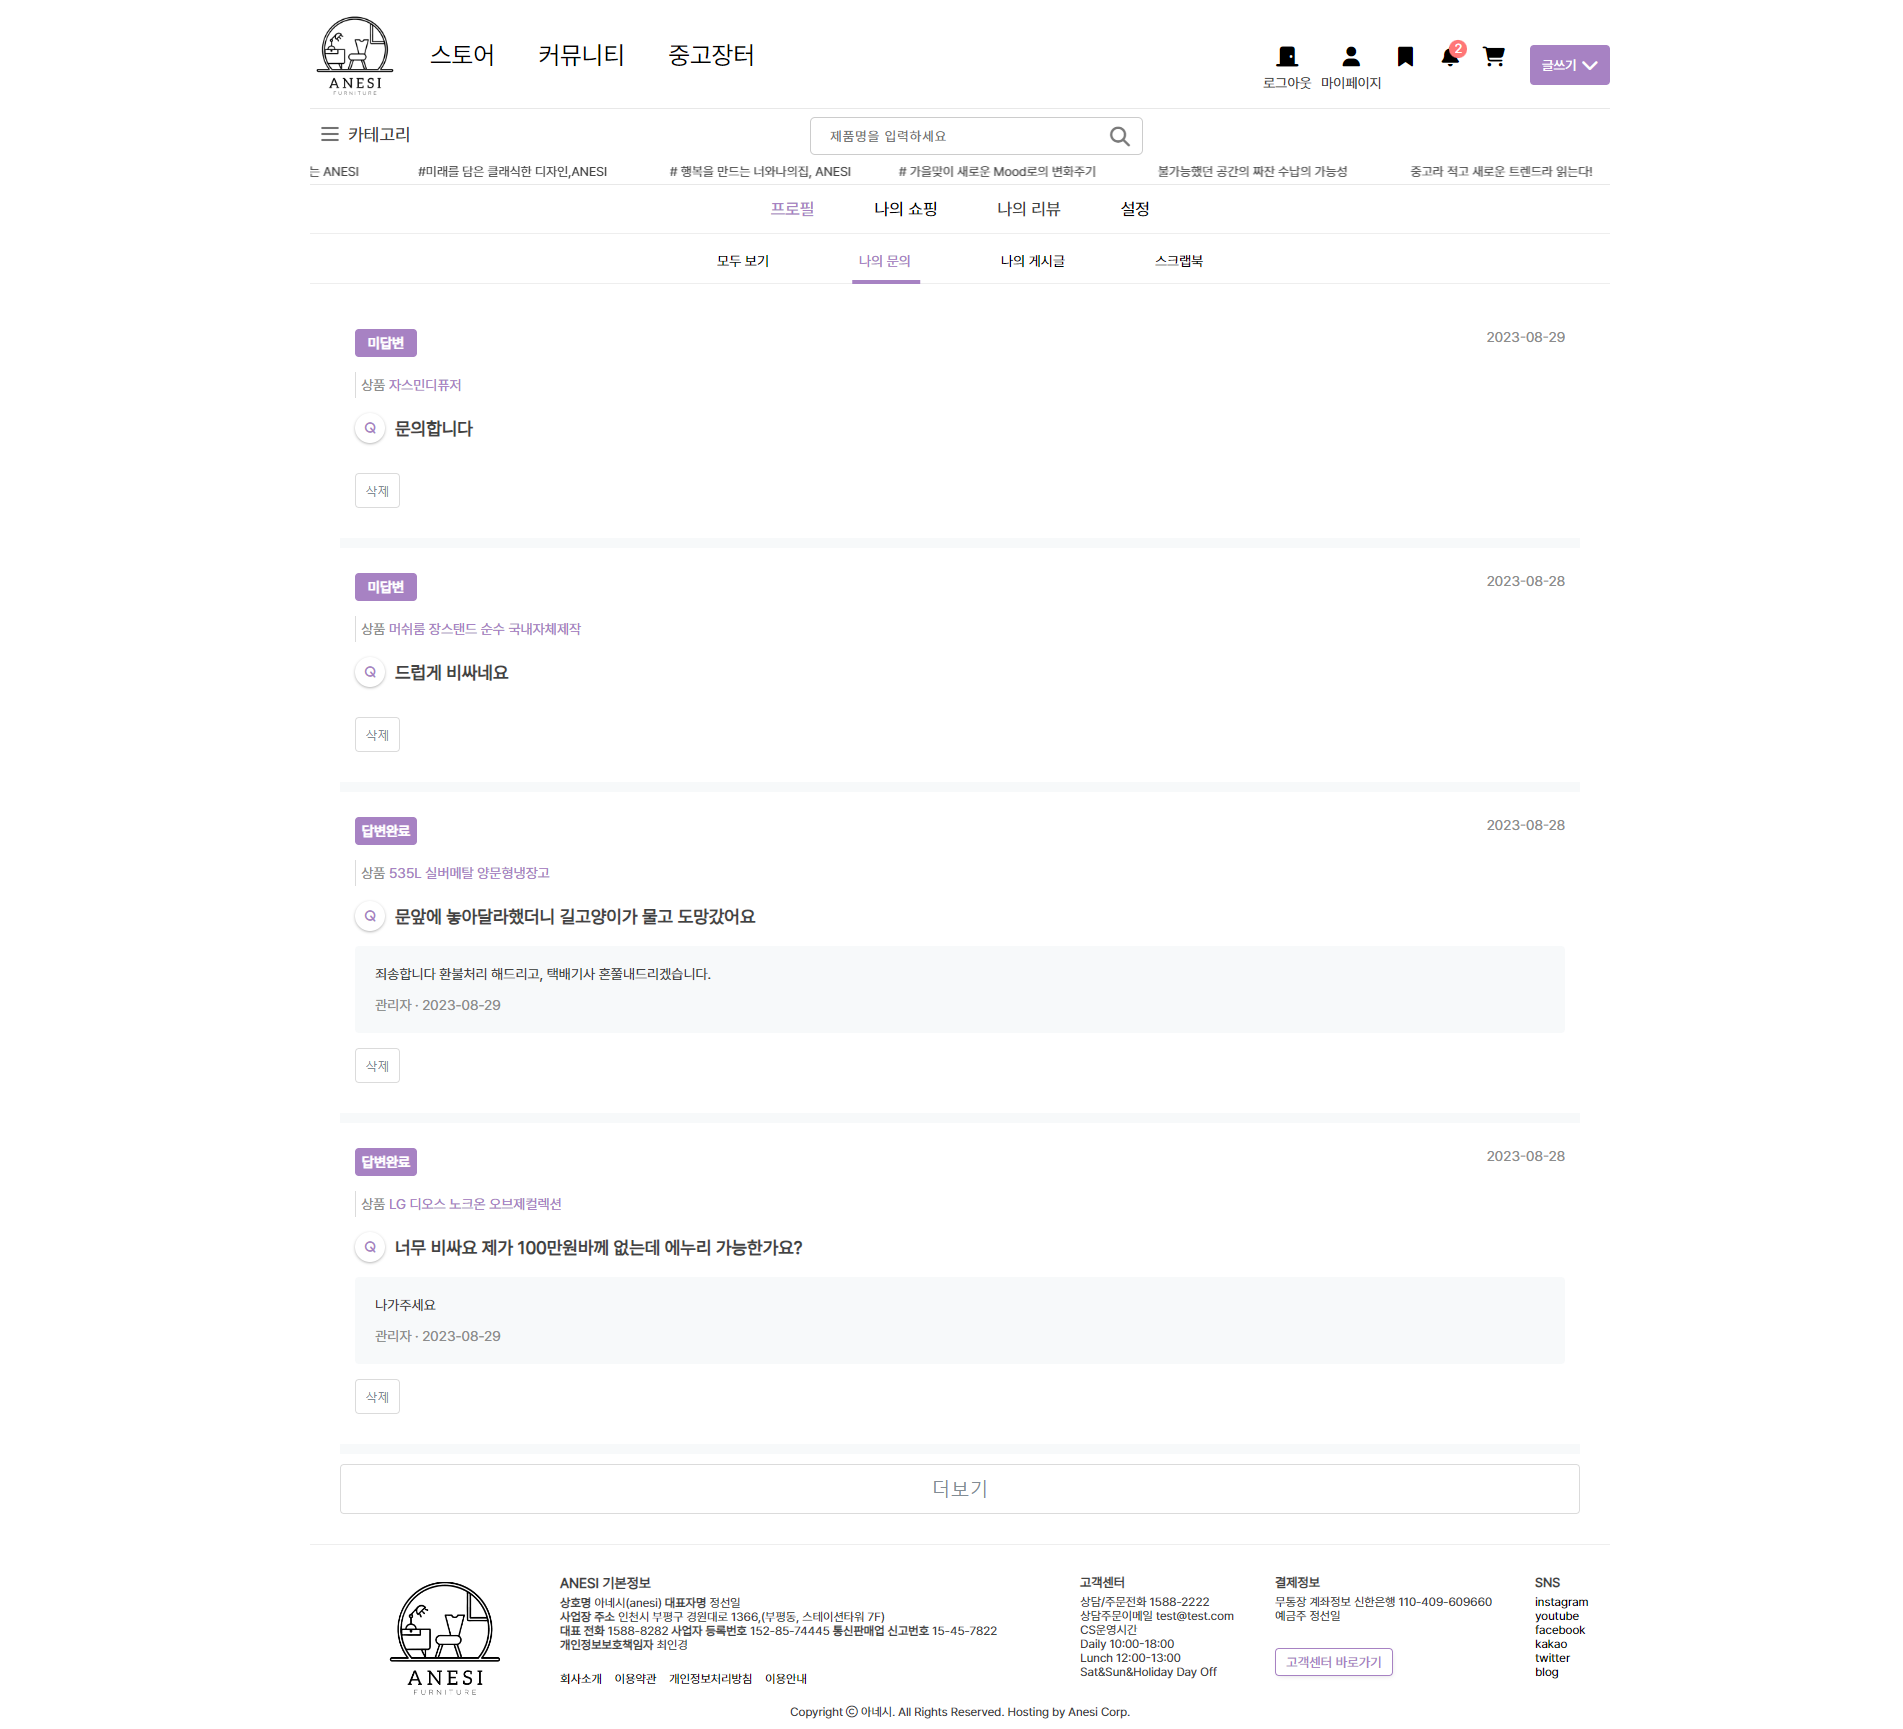 ANESI
FURNITURE
스토어 커뮤니티 중고장터
로그아웃 마이페이지 2 글쓰기
카테고리
제품명을 입력하세요
는 ANESI #미래를 담은 클래식한 디자인,ANESI # 행복을 만드는 너와나의집, ANESI # 가을맞이 새로운 Mood로의 변화주기 불가능했던 공간의 짜잔 수납의 가능성 중고라 적고 새로운 트렌드라 읽는다!
프로필 나의 쇼핑 나의 리뷰 설정
모두 보기 나의 문의 나의 게시글 스크랩북
미답변 2023-08-29
상품 자스민디퓨저
Q 문의합니다
삭제
미답변 2023-08-28
상품 머쉬룸 장스탠드 순수 국내자체제작
Q 드럽게 비싸네요
삭제
답변완료 2023-08-28
상품 535L 실버메탈 양문형냉장고
Q 문앞에 놓아달라했더니 길고양이가 물고 도망갔어요
죄송합니다 환불처리 해드리고, 택배기사 혼쭐내드리겠습니다.
관리자 · 2023-08-29
삭제
답변완료 2023-08-28
상품 LG 디오스 노크온 오브제컬렉션
Q 너무 비싸요 제가 100만원바께 없는데 에누리 가능한가요?
나가주세요
관리자 · 2023-08-29
삭제
더보기
ANESI
FURNITURE
ANESI 기본정보
상호명 아네시(anesi) 대표자명 정선일
사업장 주소 인천시 부평구 경원대로 1366,(부평동, 스테이션타워 7F)
대표 전화 1588-8282 사업자 등록번호 152-85-74445 통신판매업 신고번호 15-45-7822
개인정보보호책임자 최인경
회사소개 이용약관 개인정보처리방침 이용안내
고객센터
상담/주문전화 1588-2222
상담주문이메일 test@test.com
CS운영시간
Daily 10:00-18:00
Lunch 12:00-13:00
Sat&Sun&Holiday Day Off
결제정보
무통장 계좌정보 신한은행 110-409-609660
예금주 정선일
고객센터 바로가기
SNS
instagram
youtube
facebook
kakao
twitter
blog
Copyright ⓒ 아네시. All Rights Reserved. Hosting by Anesi Corp.